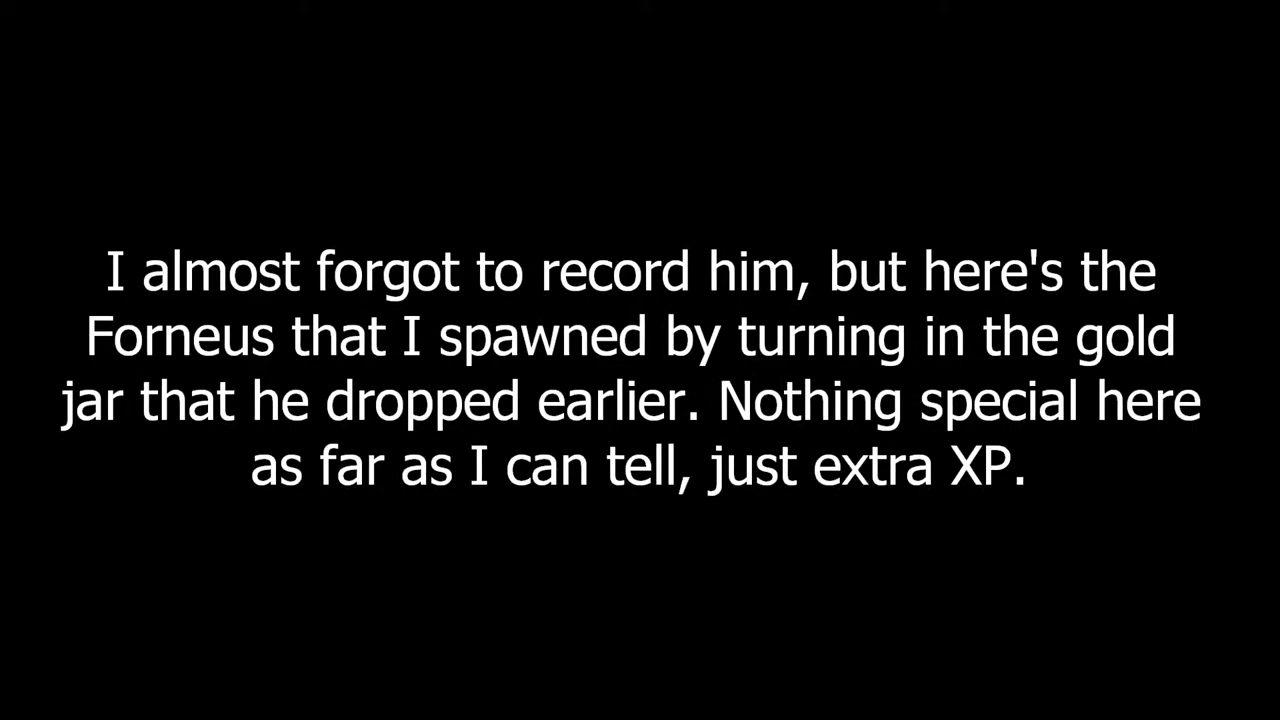 I almost forgot to record him, but here's the
Forneus that I spawned by turning in the gold
jar that he dropped earlier. Nothing special here
as far as I can tell, just extra XP.